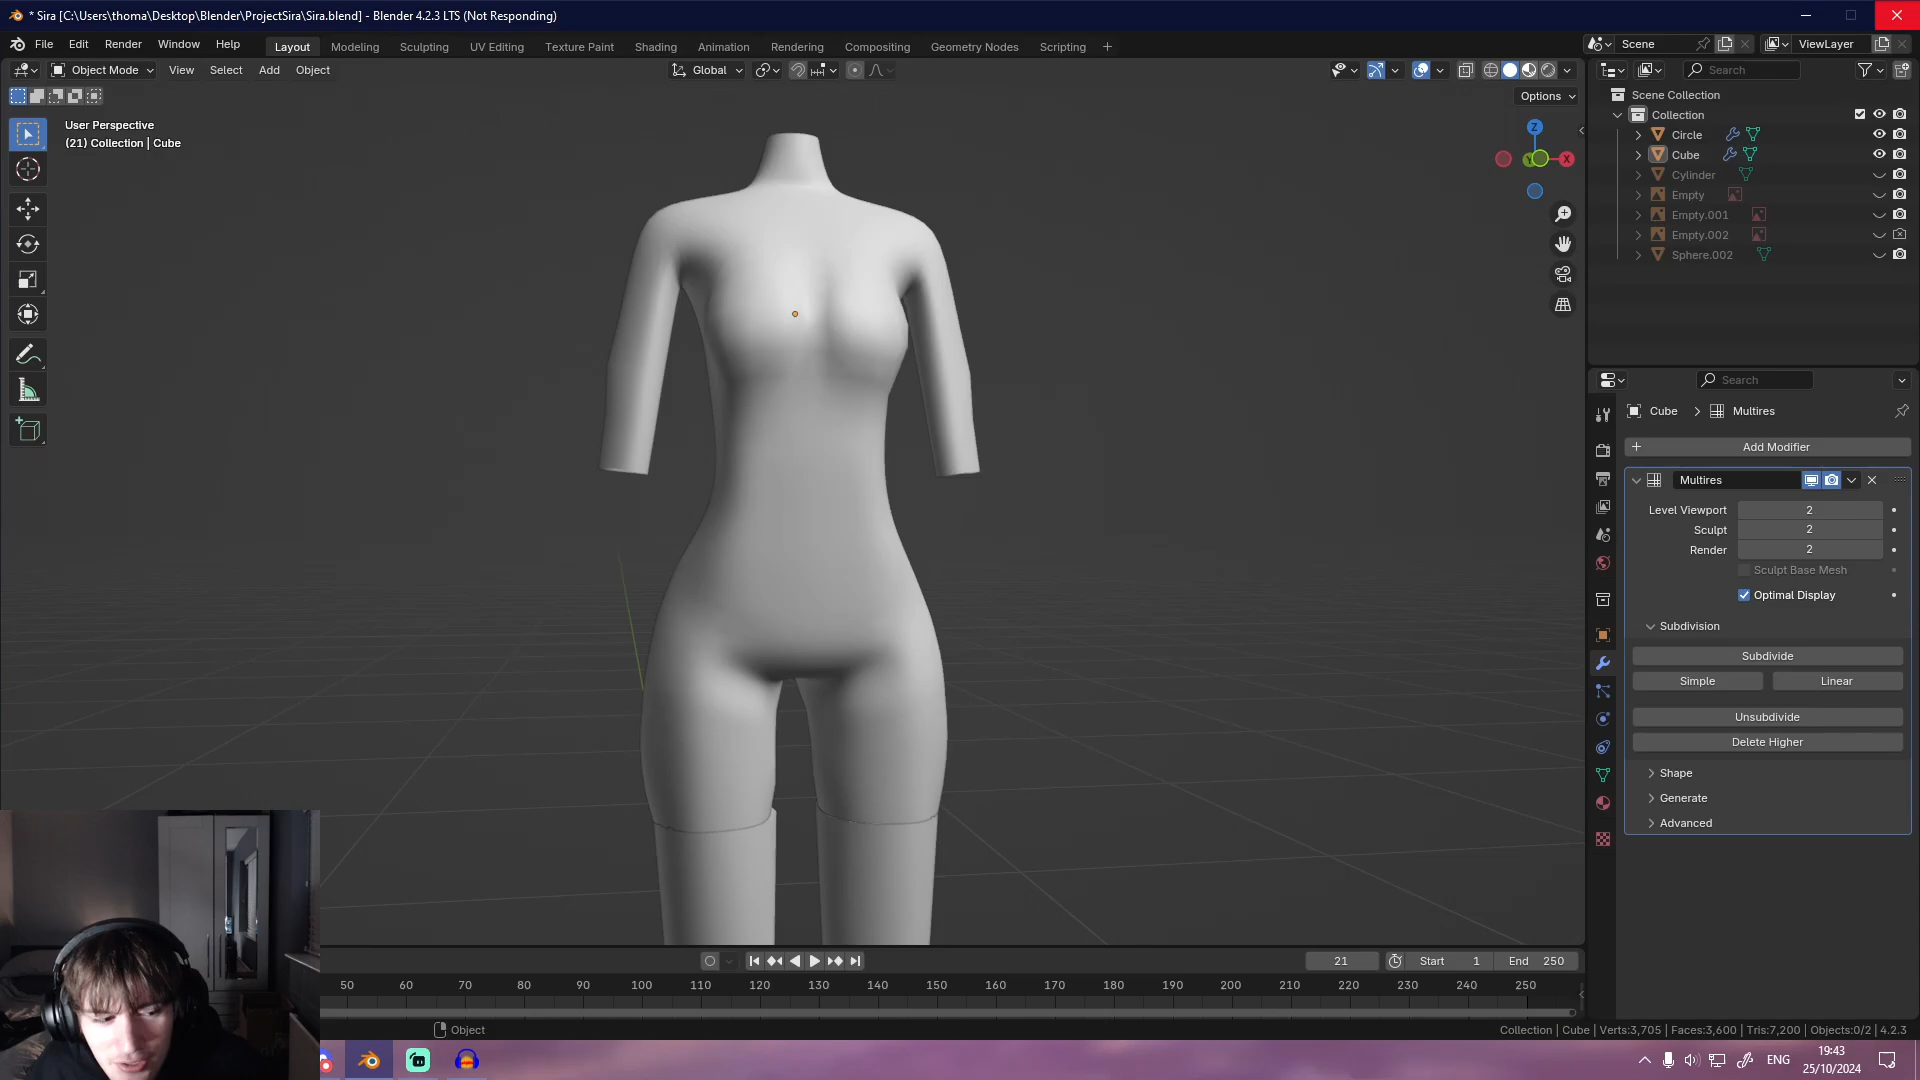 * Sira [C:\Users\thoma\Desktop\Blender\ProjectSira\Sira.blend] - Blender 4.2.3 LTS (Not Responding)
File Edit Render Window Help Layout Modeling Sculpting UV Editing Texture Paint Shading Animation Rendering Compositing Geometry Nodes Scripting + Scene ViewLayer
Object Mode View Select Add Object Global Search
Options
User Perspective
(21) Collection | Cube
Z
Y
X
Scene Collection
Collection
Circle
Cube
Cylinder
Empty
Empty.001
Empty.002
Sphere.002
Search
Cube > Multires
+ Add Modifier
Multires
Level Viewport 2
Sculpt 2
Render 2
Sculpt Base Mesh
Optimal Display
Subdivision
Subdivide
Simple Linear
Unsubdivide
Delete Higher
Shape
Generate
Advanced
21 Start 1 End 250
50 60 70 80 90 100 110 120 130 140 150 160 170 180 190 200 210 220 230 240 250
Object
Collection | Cube | Verts:3,705 | Faces:3,600 | Tris:7,200 | Objects:0/2 | 4.2.3
ENG
19:43
25/10/2024